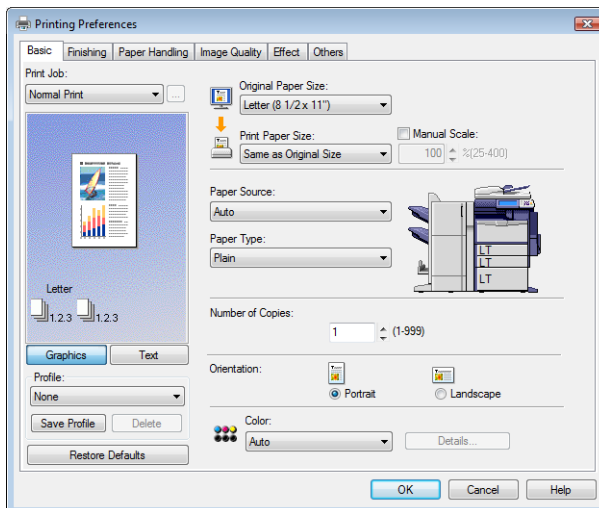 Printing Preferences
Basic Finishing Paper Handling Image Quality Effect Others
Print Job:
Normal Print
...
Letter
1.2.3 1.2.3
Graphics Text
Profile:
None
Save Profile Delete
Restore Defaults
Original Paper Size:
Letter (8 1/2 x 11")
Print Paper Size:
Same as Original Size
Manual Scale:
100 %(25-400)
Paper Source:
Auto
Paper Type:
Plain
LT
LT
LT
Number of Copies:
1 (1-999)
Orientation:
Portrait Landscape
Color:
Auto
Details...
OK Cancel Help